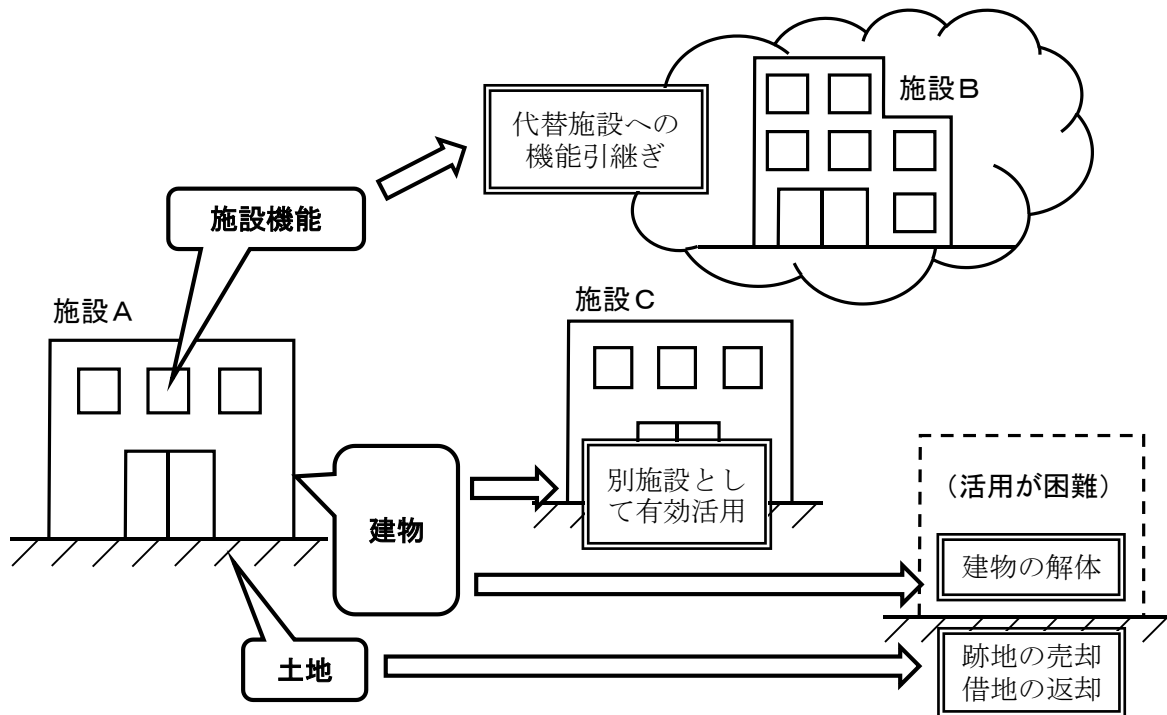 施設B
代替施設への
機能引継ぎ
施設機能
施設A
施設C
別施設とし
て有効活用
建物
(活用が困難)
建物の解体
土地
跡地の売却
借地の返却